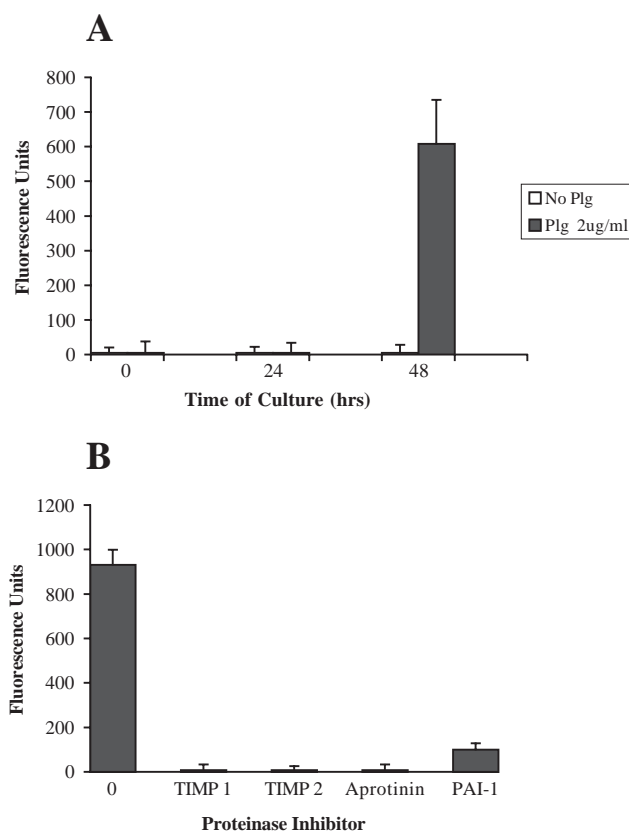 A
800
700
600
500
400
300
200
100
0
Fluorescence Units
No Plg
Plg 2ug/ml
0 24 48
Time of Culture (hrs)
B
1200
1000
800
600
400
200
0
Fluorescence Units
0 TIMP 1 TIMP 2 Aprotinin PAI-1
Proteinase Inhibitor